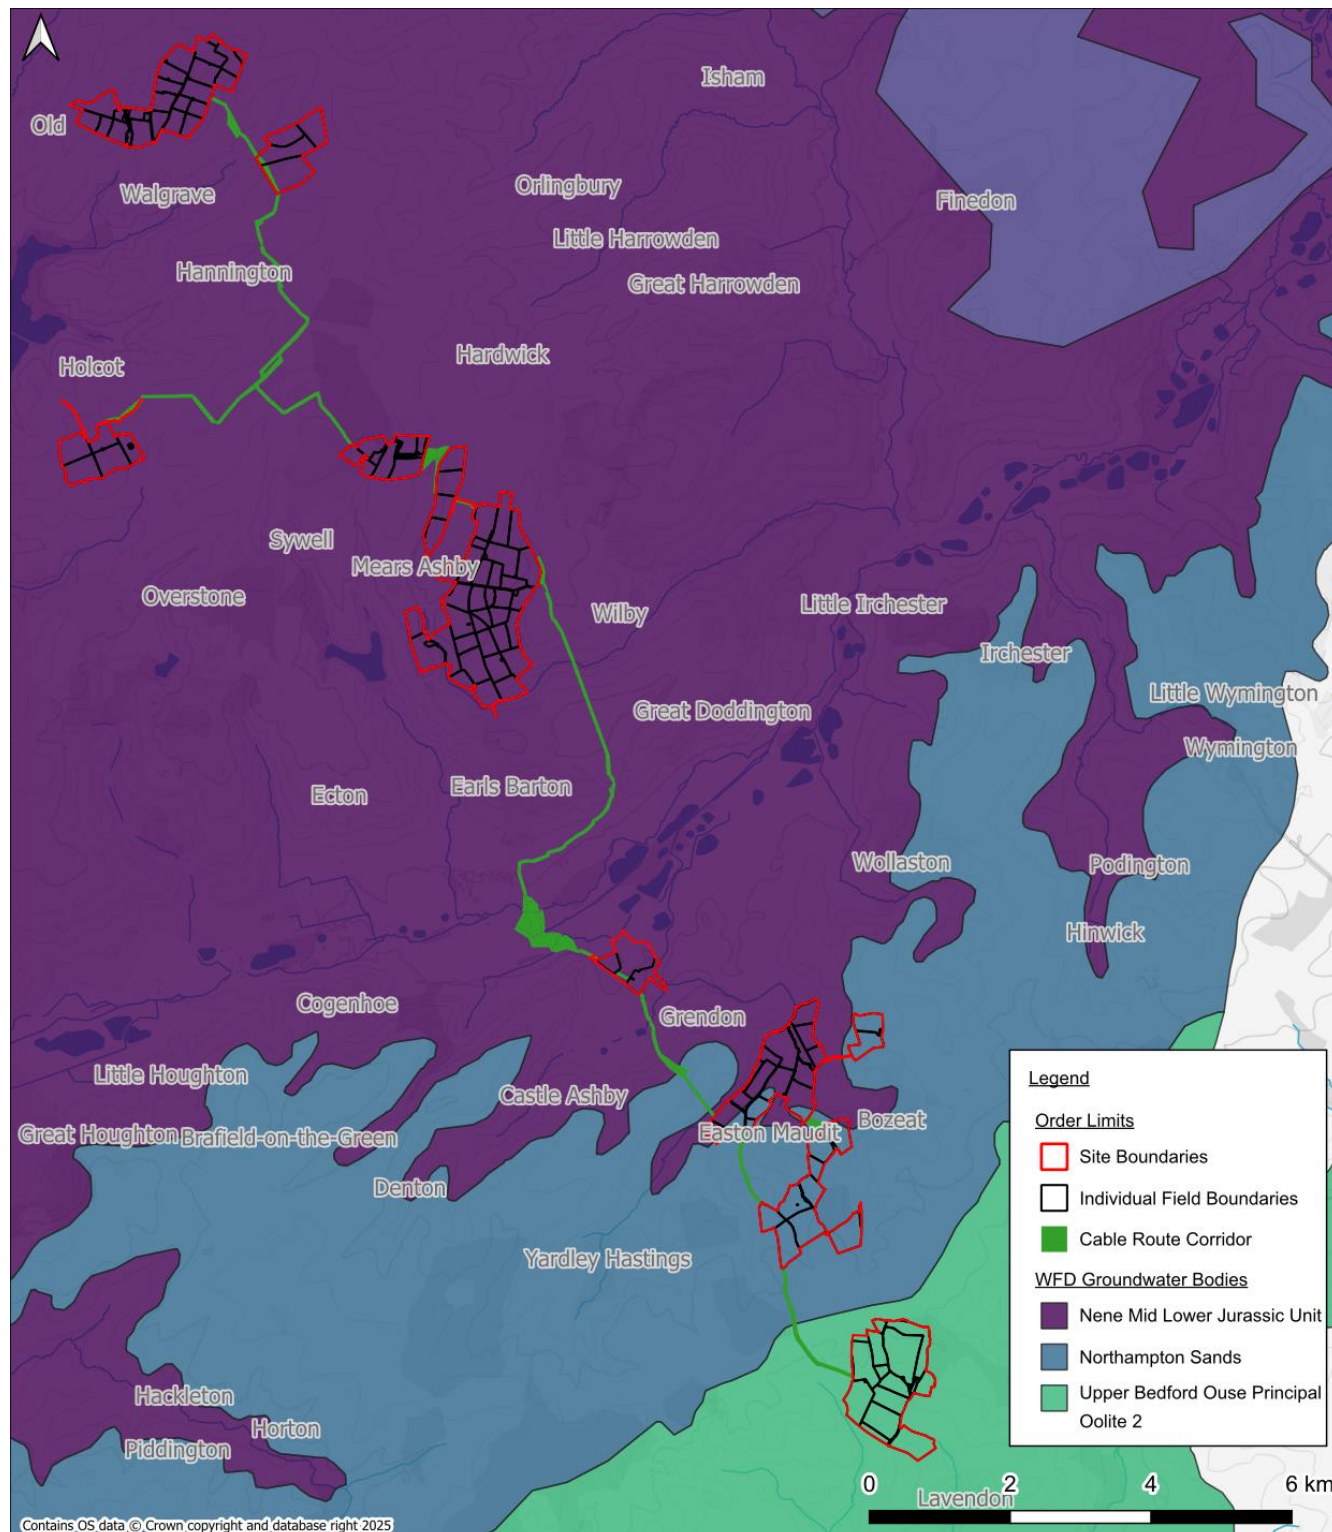 Isham
Old
Orlingbury
Walgrave
Finedon
Little Harrowden
Hannington
Great Harrowden
Hardwick
Holcot
Sywell
Mears Ashby
Overstone
Wilby
Little Irchester
Irchester
Little Wymington
Great Doddington
Wymington
Earls Barton
Ecton
Wollaston
Podington
Hinwick
Cogenhoe
Grendon
Little Houghton
Castle Ashby
Bozeat
Great Houghton
Brafield-on-the-Green
Easton Maudit
Denton
Yardley Hastings
Hackleton
Horton
Piddington
Lavendon
Legend
Order Limits
Site Boundaries
Individual Field Boundaries
Cable Route Corridor
WFD Groundwater Bodies
Nene Mid Lower Jurassic Unit
Northampton Sands
Upper Bedford Ouse Principal
Oolite 2
0 2 4 6 km
Contains OS data © Crown copyright and database right 2025